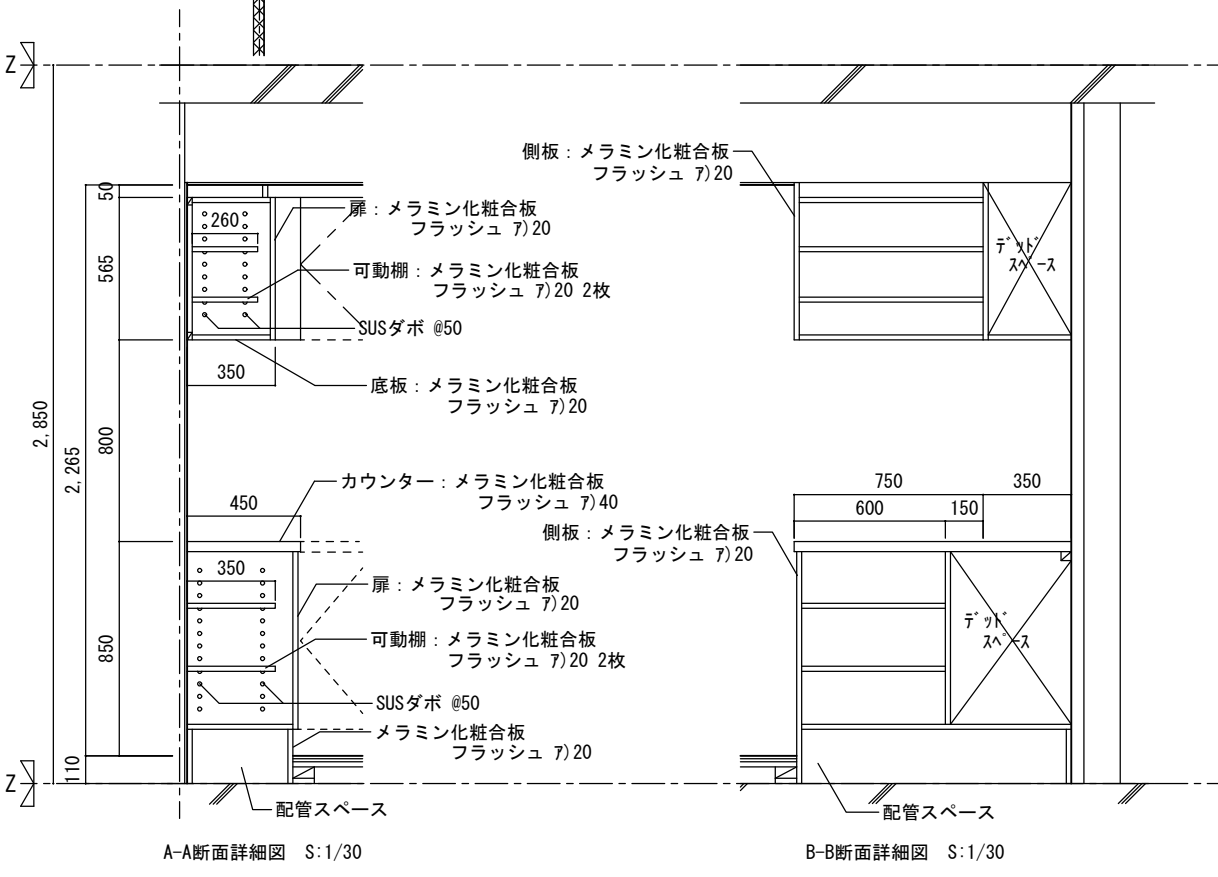 Z
側板：メラミン化粧合板
フラッシュ ｱ)20
50
260
扉：メラミン化粧合板
フラッシュ ｱ)20
565
可動棚：メラミン化粧合板
フラッシュ ｱ)20 2枚
ﾃﾞｯﾄﾞ
ｽﾍﾟｰｽ
SUSダボ @50
350
底板：メラミン化粧合板
フラッシュ ｱ)20
2,850
2,265
800
カウンター：メラミン化粧合板
フラッシュ ｱ)40
450
750
350
600
150
側板：メラミン化粧合板
フラッシュ ｱ)20
350
扉：メラミン化粧合板
フラッシュ ｱ)20
850
可動棚：メラミン化粧合板
フラッシュ ｱ)20 2枚
ﾃﾞｯﾄﾞ
ｽﾍﾟｰｽ
SUSダボ @50
メラミン化粧合板
フラッシュ ｱ)20
110
Z
配管スペース
配管スペース
A-A断面詳細図 S:1/30
B-B断面詳細図 S:1/30